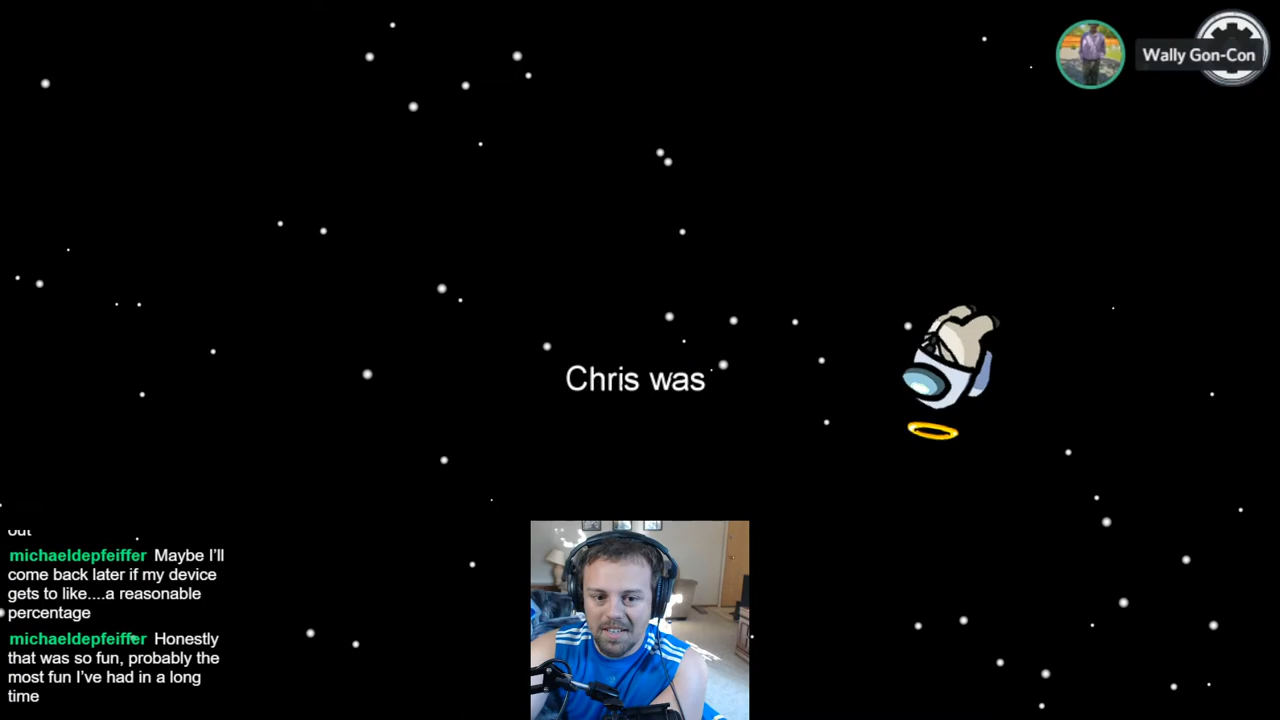 Wally Gon-Con
Chris was
out
michaeldepfeiffer Maybe I'll
come back later if my device
gets to like....a reasonable
percentage
michaeldepfeiffer Honestly
that was so fun, probably the
most fun I've had in a long
time